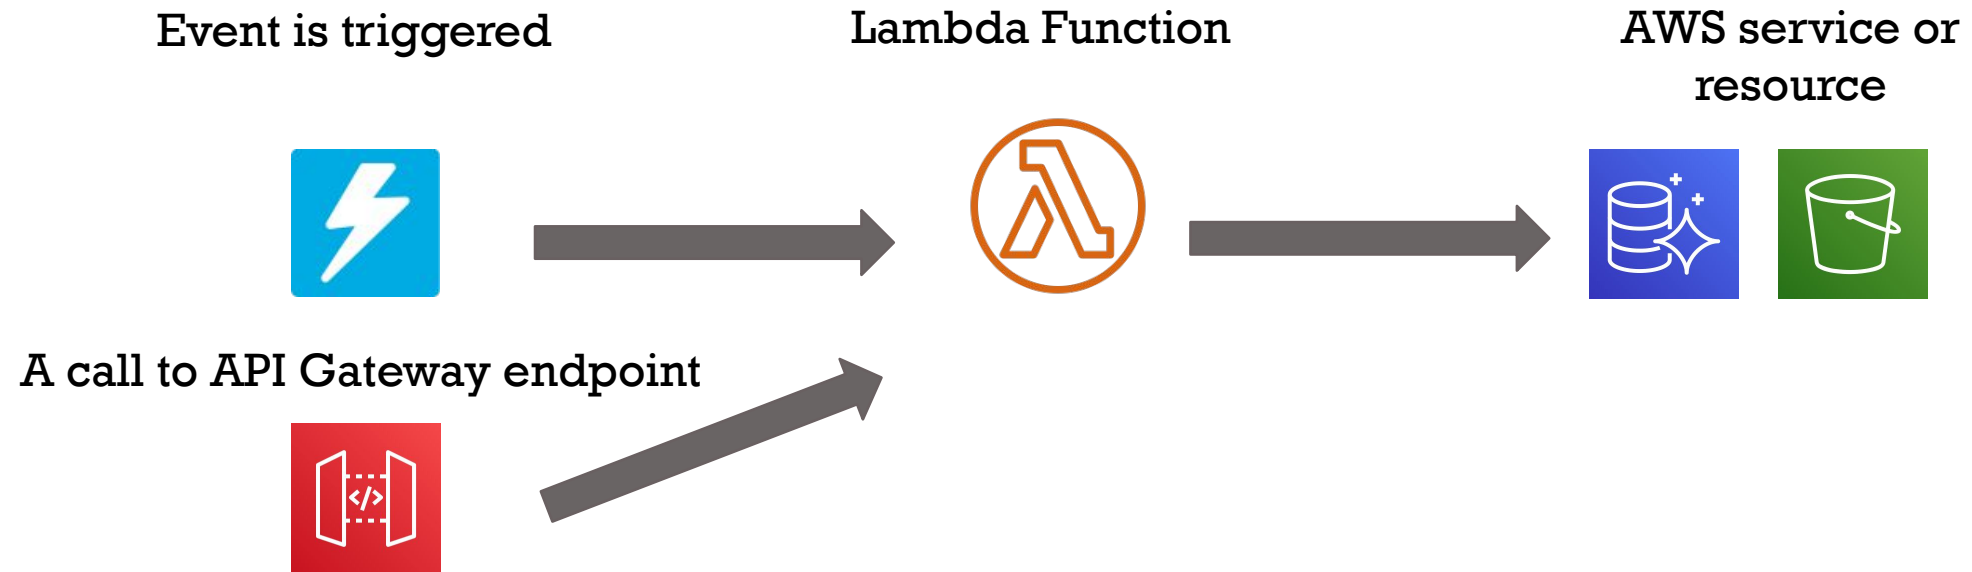 Event is triggered
Lambda Function
AWS service or
resource
A call to API Gateway endpoint
</>